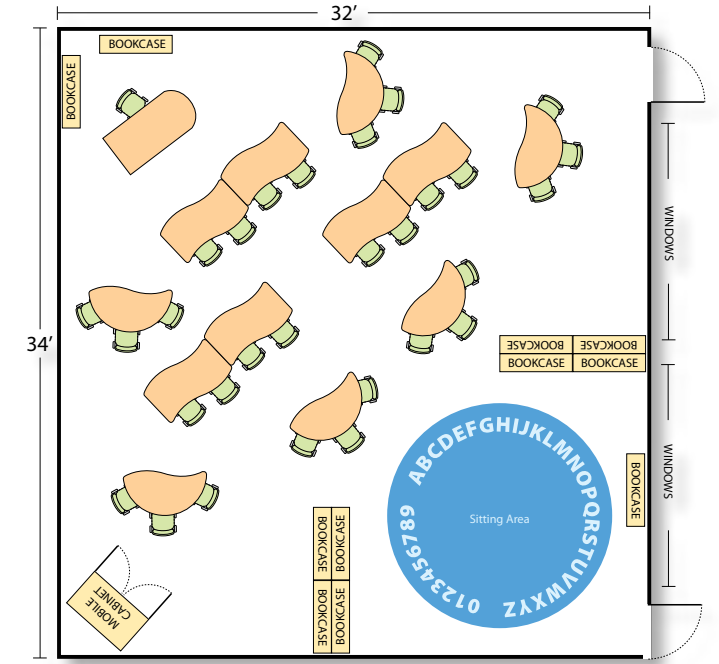 32’
BOOKCASE
BOOKCASE
WINDOWS
34’
BOOKCASE
BOOKCASE
BOOKCASE
BOOKCASE
ABCDEFGHIJKLMNOPQRSTUVWXYZ
0123456789
Sitting Area
BOOKCASE
WINDOWS
BOOKCASE
BOOKCASE
BOOKCASE
BOOKCASE
MOBILE
CABINET